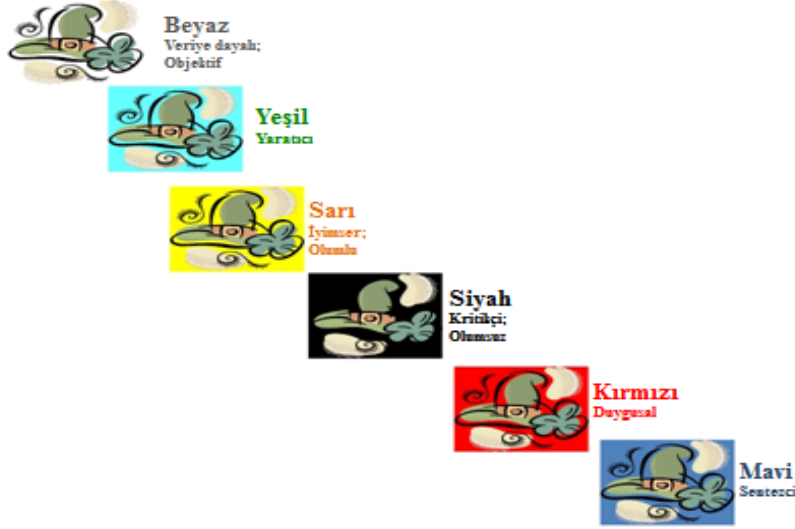 Beyaz
Veriye dayalı;
Objektif
Yeşil
Yaratıcı
Sarı
İyimser;
Olumlu
Siyah
Kritikçi;
Olumsuz
Kırmızı
Duygusal
Mavi
Sentezci